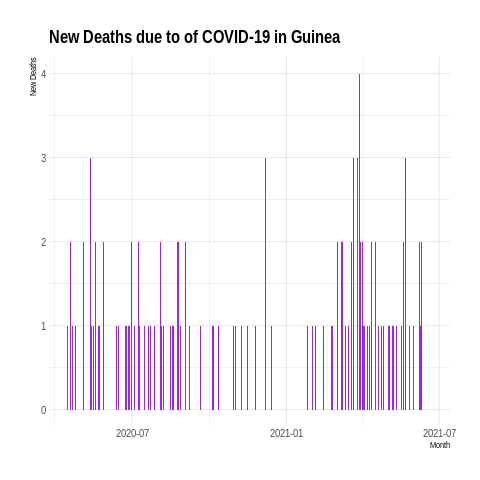 New Deaths due to of COVID-19 in Guinea
New Deaths
4
3
2
1
0
2020-07
2021-01
2021-07
Month